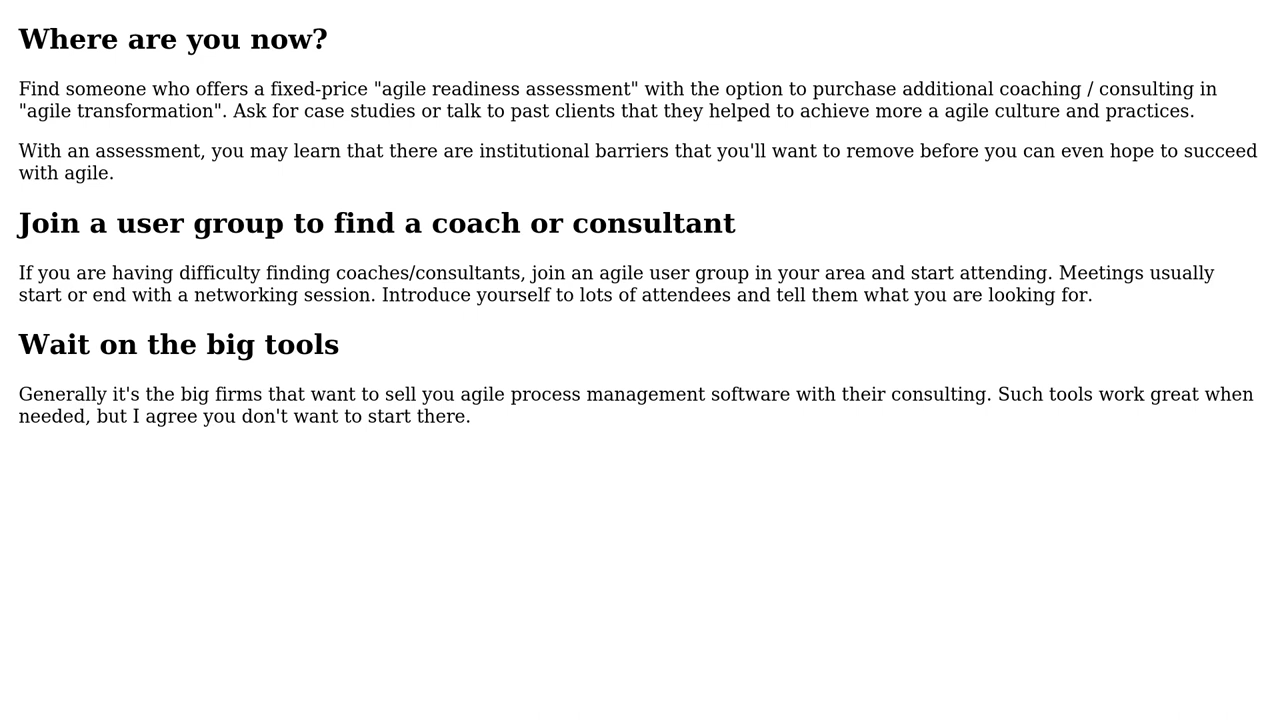 Where are you now?
Find someone who offers a fixed-price "agile readiness assessment" with the option to purchase additional coaching / consulting in
"agile transformation". Ask for case studies or talk to past clients that they helped to achieve more a agile culture and practices.
With an assessment, you may learn that there are institutional barriers that you'll want to remove before you can even hope to succeed
with agile.
Join a user group to find a coach or consultant
If you are having difficulty finding coaches/consultants, join an agile user group in your area and start attending. Meetings usually
start or end with a networking session. Introduce yourself to lots of attendees and tell them what you are looking for.
Wait on the big tools
Generally it's the big firms that want to sell you agile process management software with their consulting. Such tools work great when
needed, but I agree you don't want to start there.